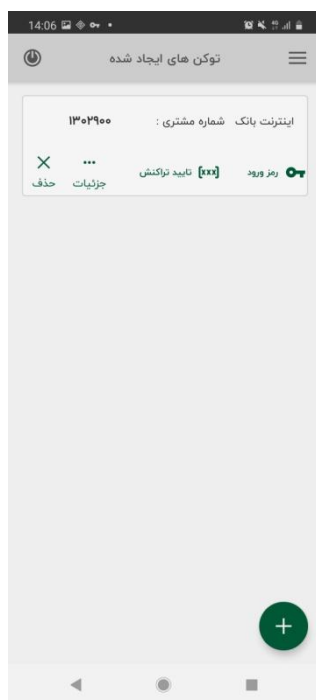 14:06
توکن های ایجاد شده
اینترنت بانک شماره مشتری : ۱۳۰۲۹۰۰
رمز ورود [xxx] تایید تراکنش ... جزئیات حذف